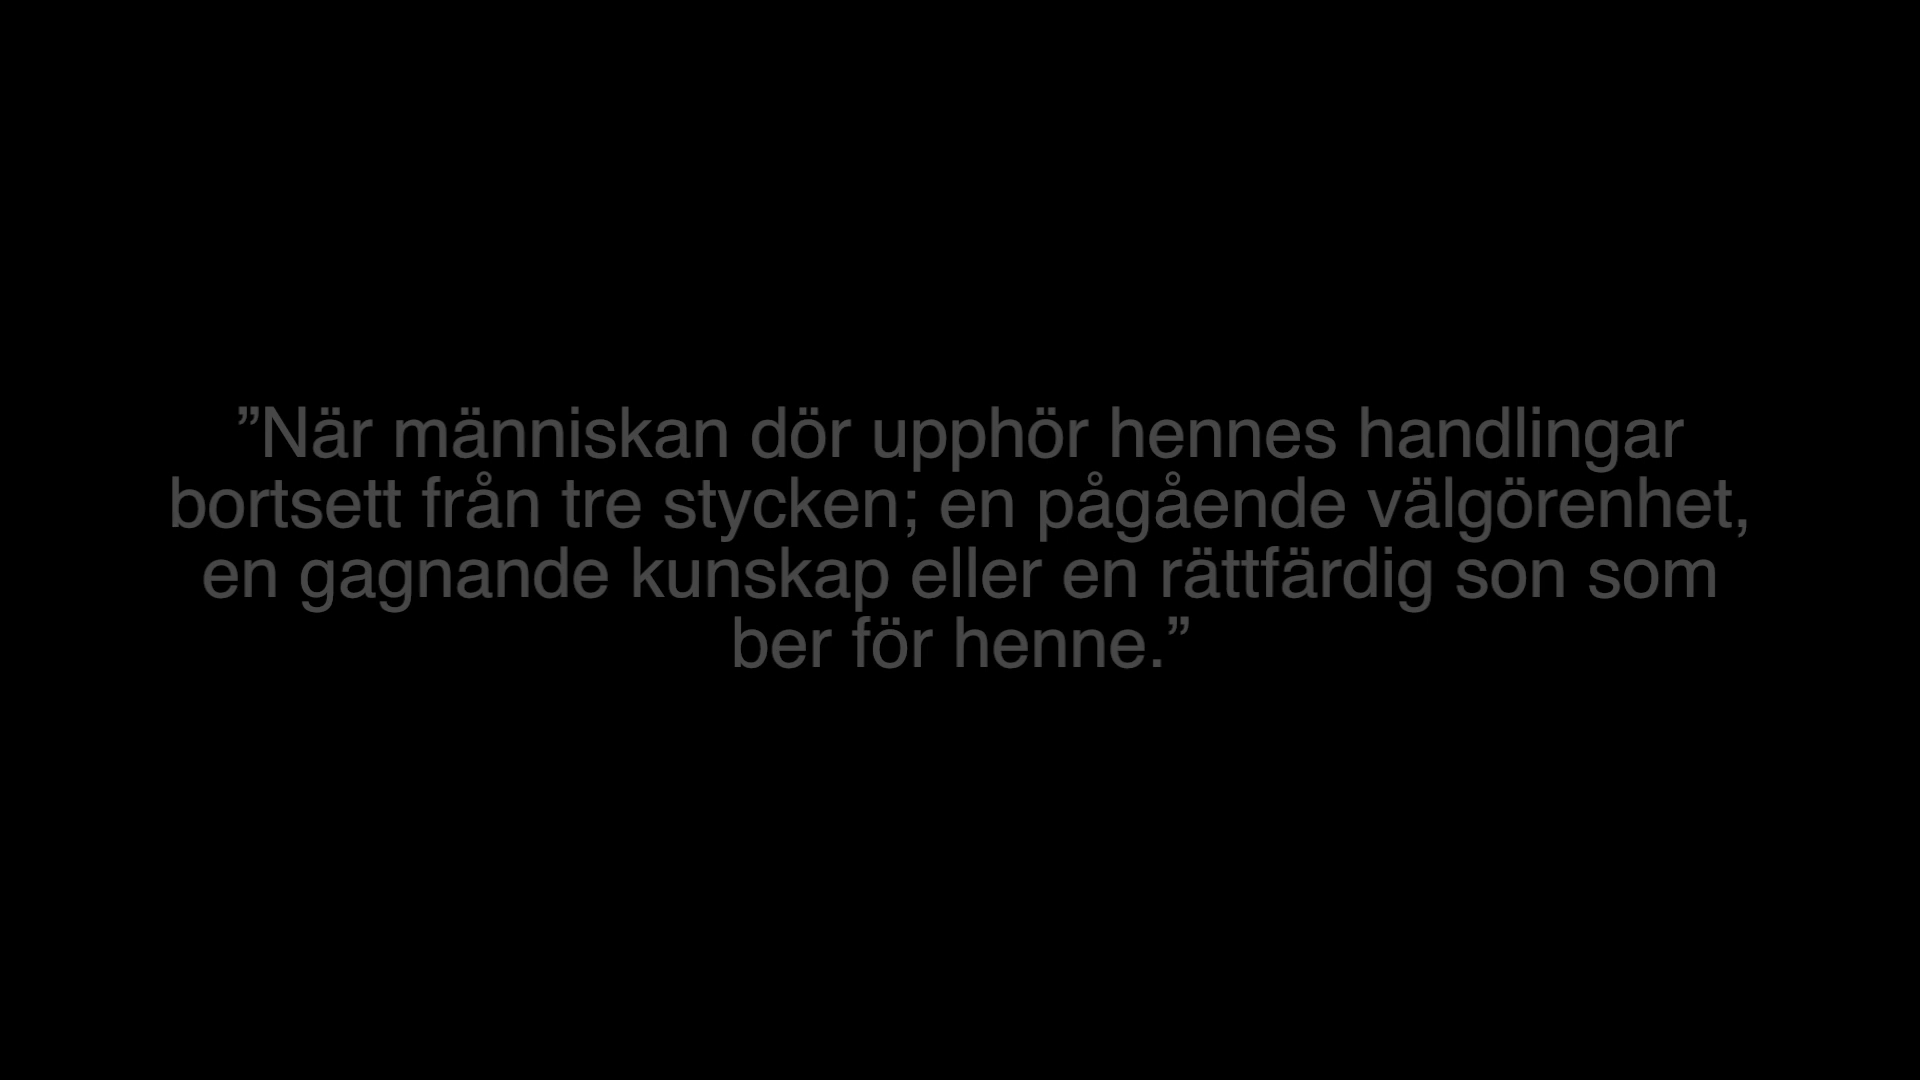 ”När människan dör upphör hennes handlingar
bortsett från tre stycken; en pågående välgörenhet,
en gagnande kunskap eller en rättfärdig son som
ber för henne.”